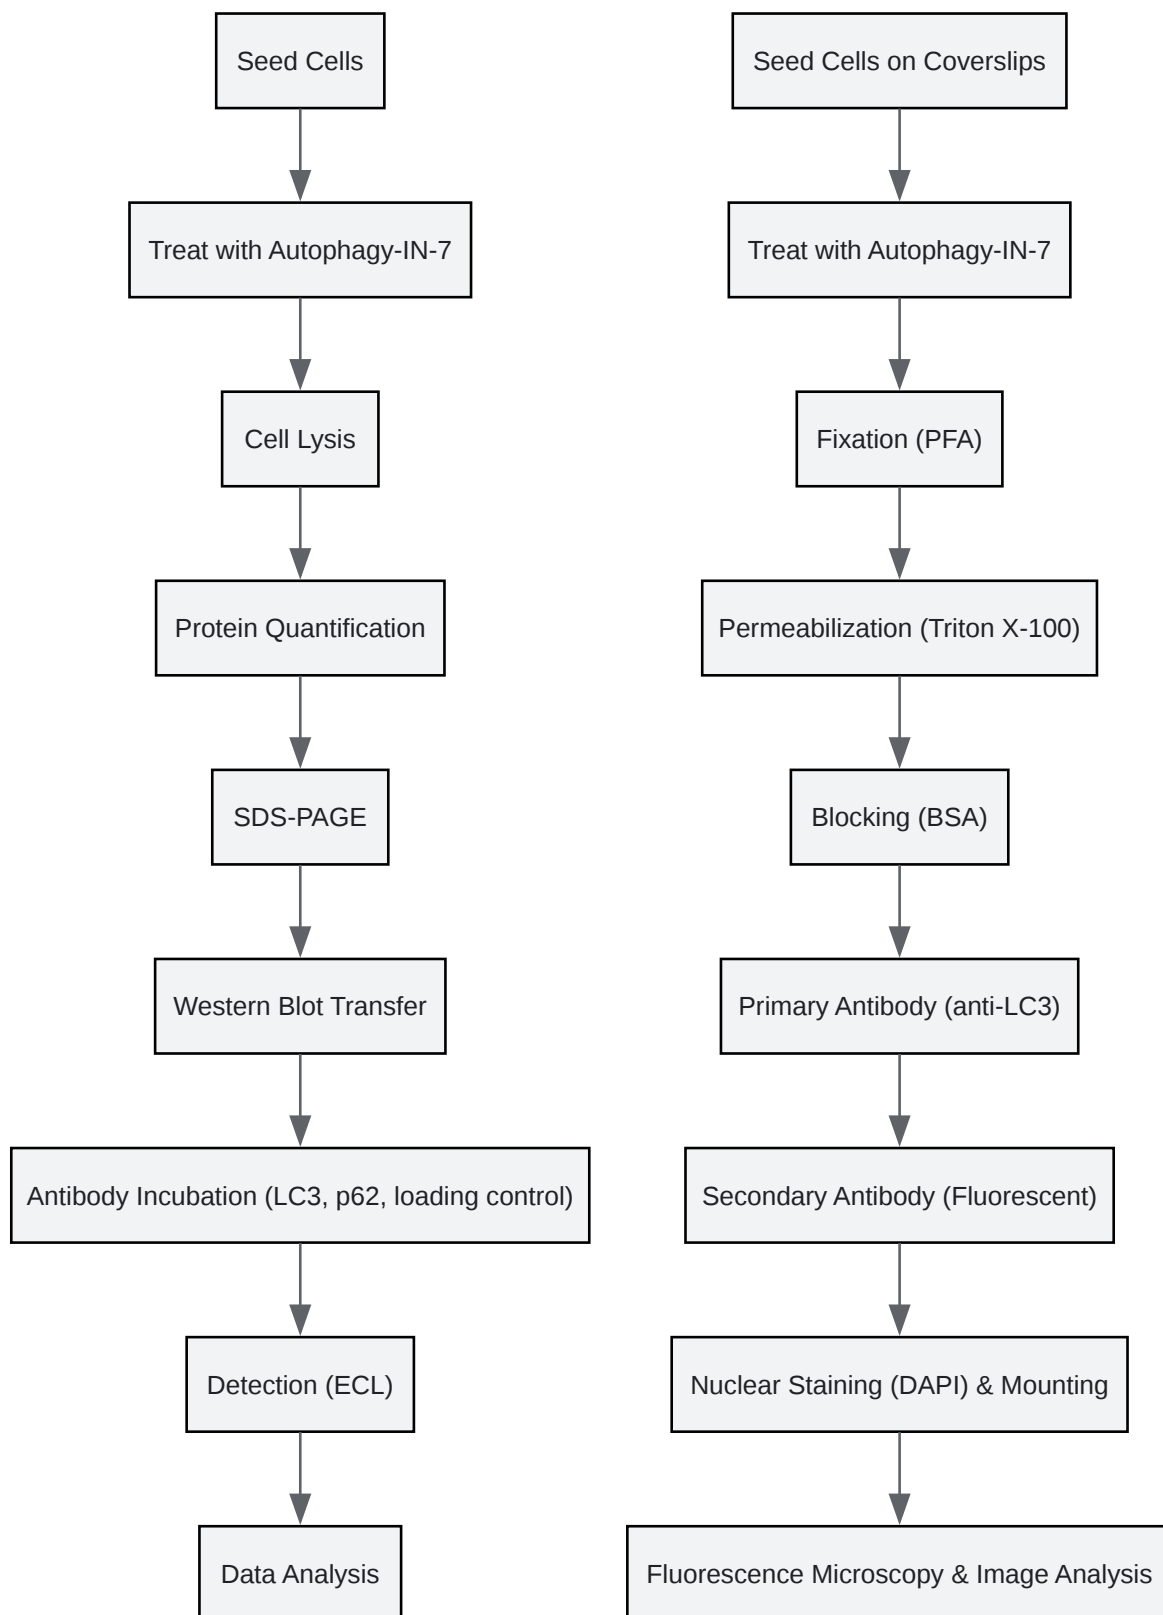 Seed Cells
Treat with Autophagy-IN-7
Cell Lysis
Protein Quantification
SDS-PAGE
Western Blot Transfer
Antibody Incubation (LC3, p62, loading control)
Detection (ECL)
Data Analysis
Seed Cells on Coverslips
Treat with Autophagy-IN-7
Fixation (PFA)
Permeabilization (Triton X-100)
Blocking (BSA)
Primary Antibody (anti-LC3)
Secondary Antibody (Fluorescent)
Nuclear Staining (DAPI) & Mounting
Fluorescence Microscopy & Image Analysis